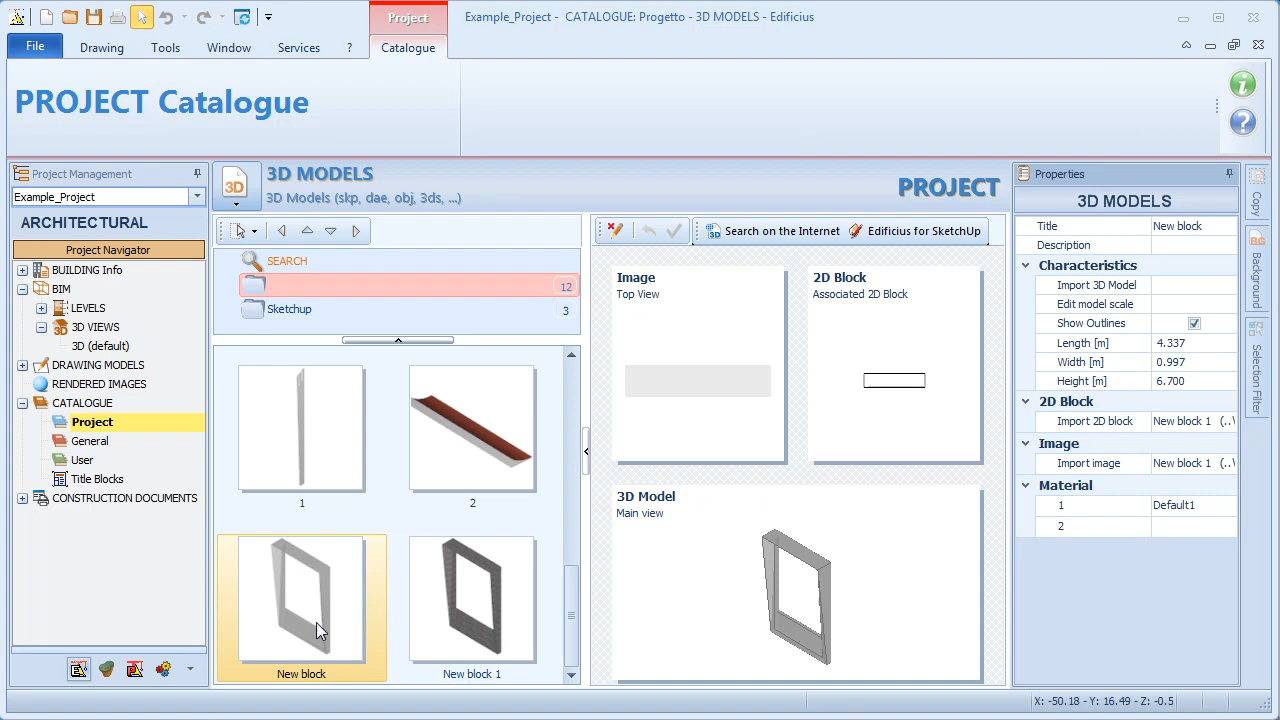 Project
Example_Project -  CATALOGUE: Progetto - 3D MODELS - Edificius
File
Drawing
Tools
Window
Services
?
Catalogue
PROJECT Catalogue
Project Management
Example_Project
ARCHITECTURAL
Project Navigator
BUILDING Info
BIM
LEVELS
3D VIEWS
3D (default)
DRAWING MODELS
RENDERED IMAGES
CATALOGUE
Project
General
User
Title Blocks
CONSTRUCTION DOCUMENTS
3D
3D MODELS
3D Models (skp, dae, obj, 3ds, ...)
PROJECT
SEARCH
12
Sketchup
3
1
2
New block
New block 1
Search on the Internet
Edificius for SketchUp
Image
Top View
2D Block
Associated 2D Block
3D Model
Main view
Properties
3D MODELS
Title New block
Description
Characteristics
Import 3D Model
Edit model scale
Show Outlines
Length [m] 4.337
Width [m] 0.997
Height [m] 6.700
2D Block
Import 2D block New block 1 (..\
Image
Import image New block 1 (..\
Material
1 Default1
2
Copy
BG
Background
Selection Filter
X: -50.18 - Y: 16.49 - Z: -0.5